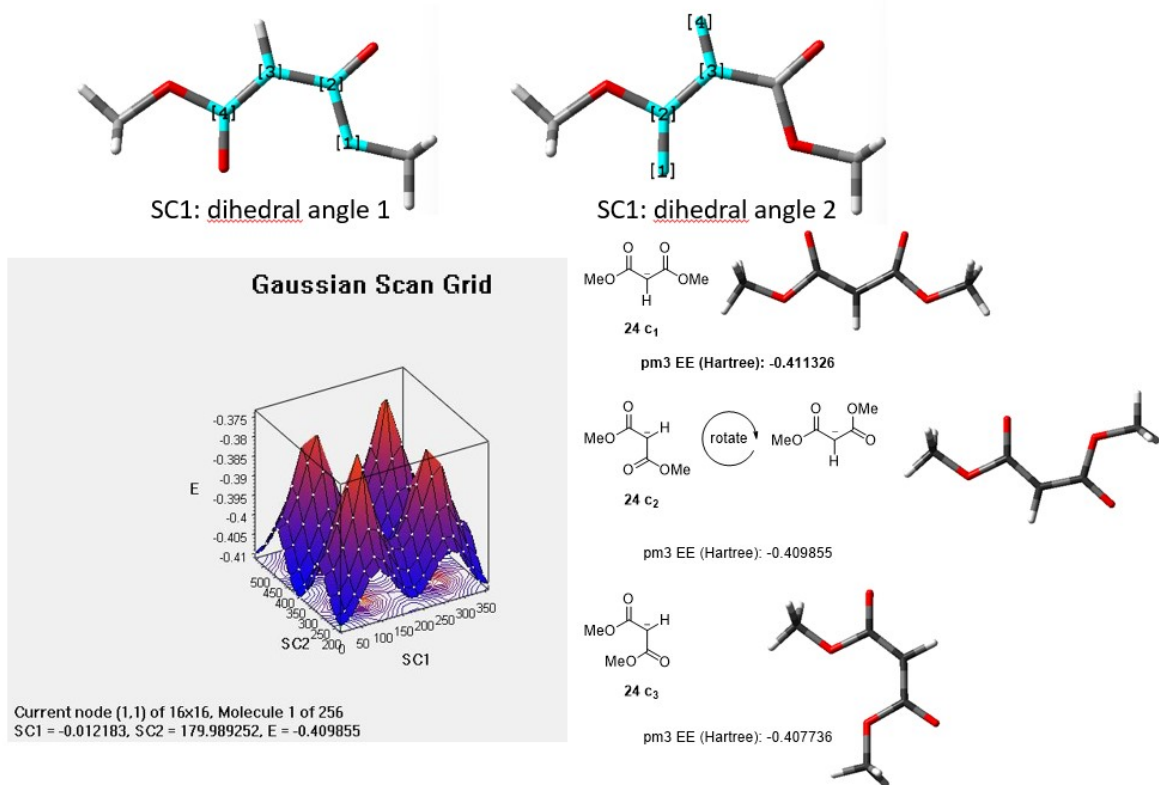 [4]
[3]
[2]
[1]
[4]
[3]
[2]
[1]
SC1: dihedral angle 1
SC1: dihedral angle 2
Gaussian Scan Grid
E
-0.375
-0.38
-0.385
-0.39
-0.395
-0.4
-0.405
-0.41
500
450
400
350
300
250
200
SC2
0
50
100
150
200
250
300
350
SC1
Current node (1,1) of 16x16, Molecule 1 of 256
SC1 = -0.012183, SC2 = 179.989252, E = -0.409855
O O
MeO OMe
H
24 c1
pm3 EE (Hartree): -0.411326
O
H
MeO
O
OMe
24 c2
rotate
O OMe
MeO O
H
pm3 EE (Hartree): -0.409855
O
H
MeO
MeO O
24 c3
pm3 EE (Hartree): -0.407736